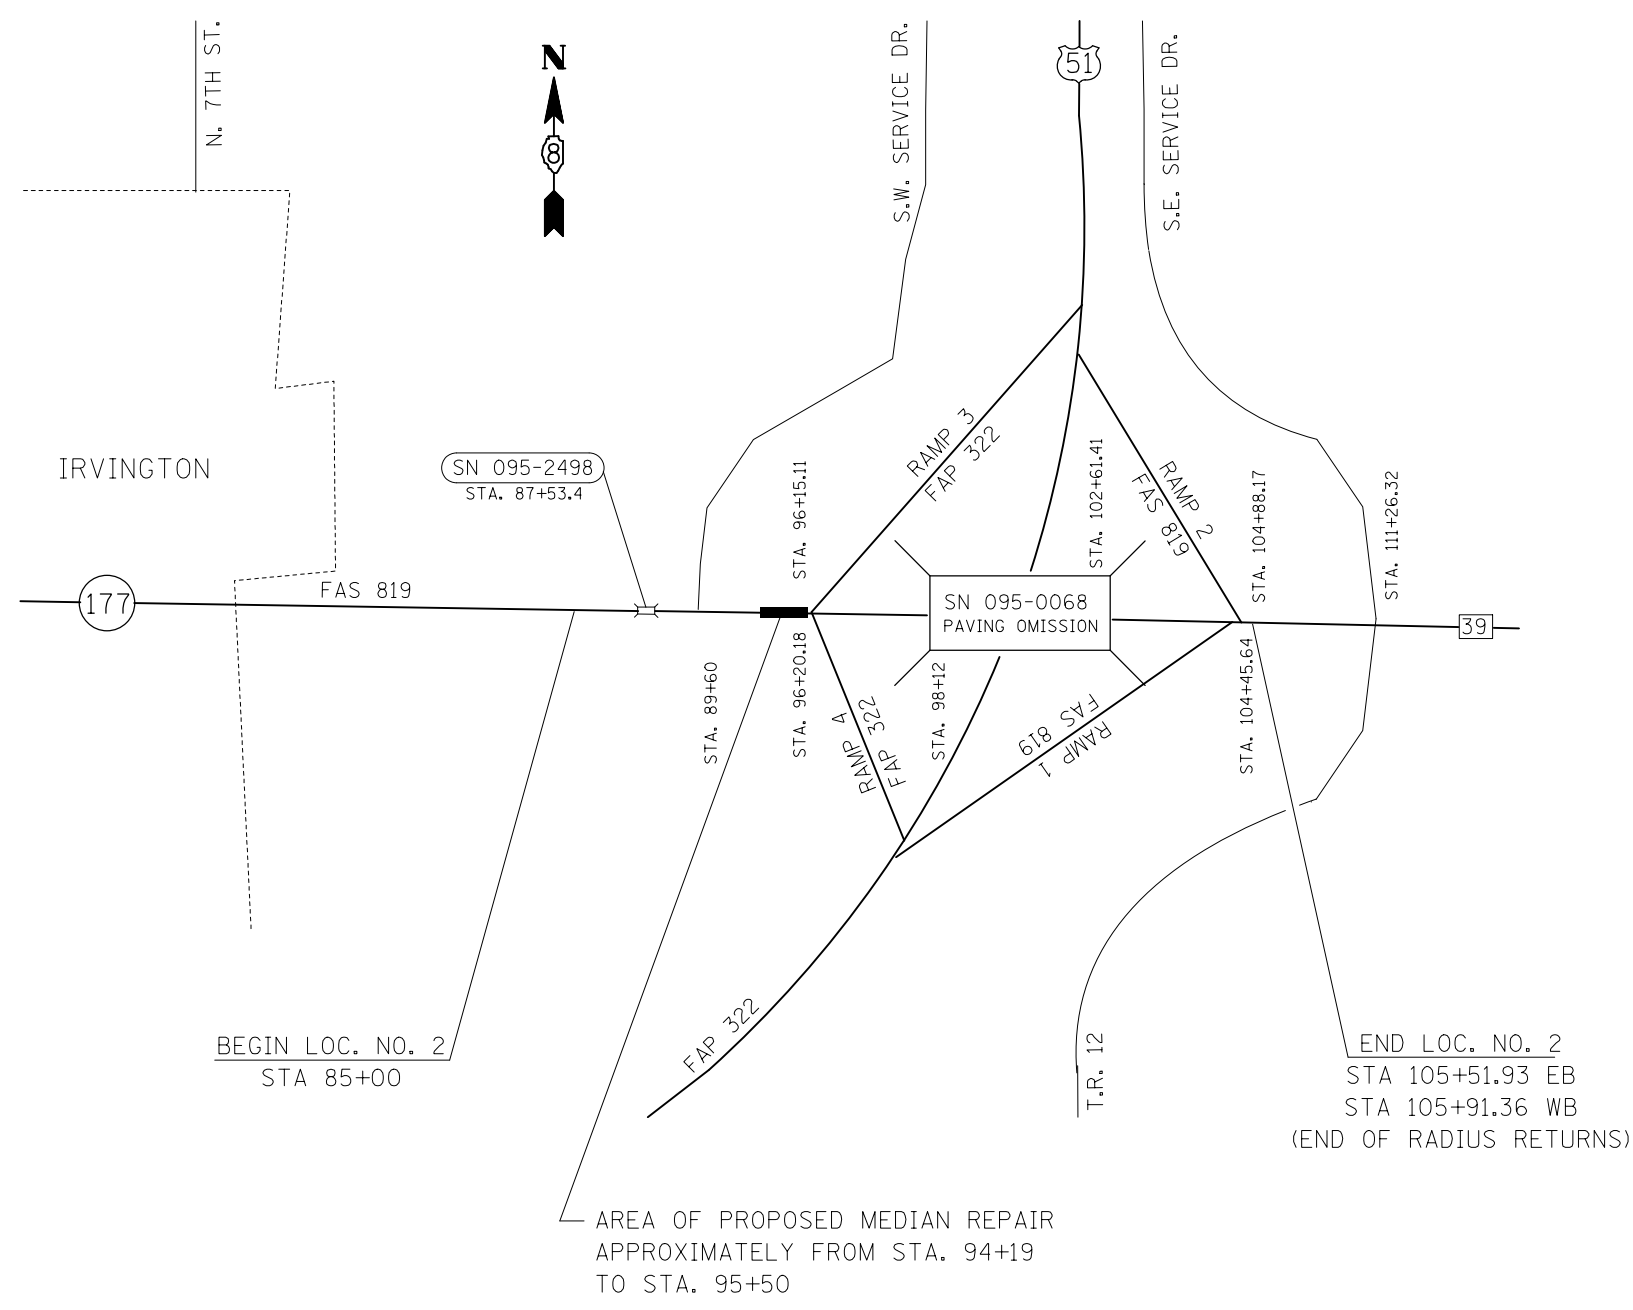 N. 7TH ST.
N
8
S.W. SERVICE DR.
51
S.E. SERVICE DR.
IRVINGTON
SN 095-2498
STA. 87+53.4
STA. 96+15.11
RAMP 3
FAP 322
STA. 102+61.41
RAMP 2
FAS 819
STA. 104+88.17
STA. 111+26.32
177
FAS 819
SN 095-0068
PAVING OMISSION
39
STA. 89+60
STA. 96+20.18
RAMP 4
FAP 322
STA. 98+12
FAS 819
RAMP 1
STA. 104+45.64
FAP 322
T.R. 12
BEGIN LOC. NO. 2
STA 85+00
END LOC. NO. 2
STA 105+51.93 EB
STA 105+91.36 WB
(END OF RADIUS RETURNS)
AREA OF PROPOSED MEDIAN REPAIR
APPROXIMATELY FROM STA. 94+19
TO STA. 95+50